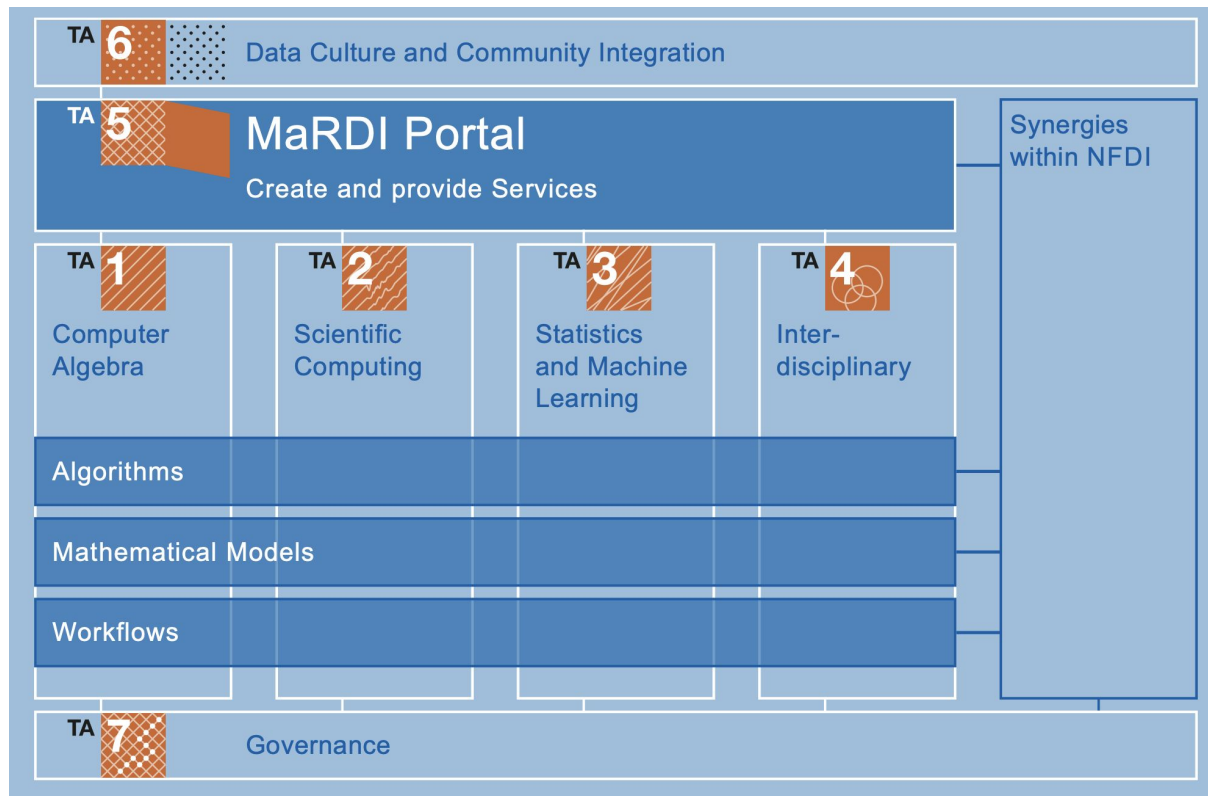 TA 6 Data Culture and Community Integration
TA 5 MaRDI Portal
Create and provide Services
Synergies
within NFDI
TA 1
Computer
Algebra
TA 2
Scientific
Computing
TA 3
Statistics
and Machine
Learning
TA 4
Inter-
disciplinary
Algorithms
Mathematical Models
Workflows
TA 7 Governance